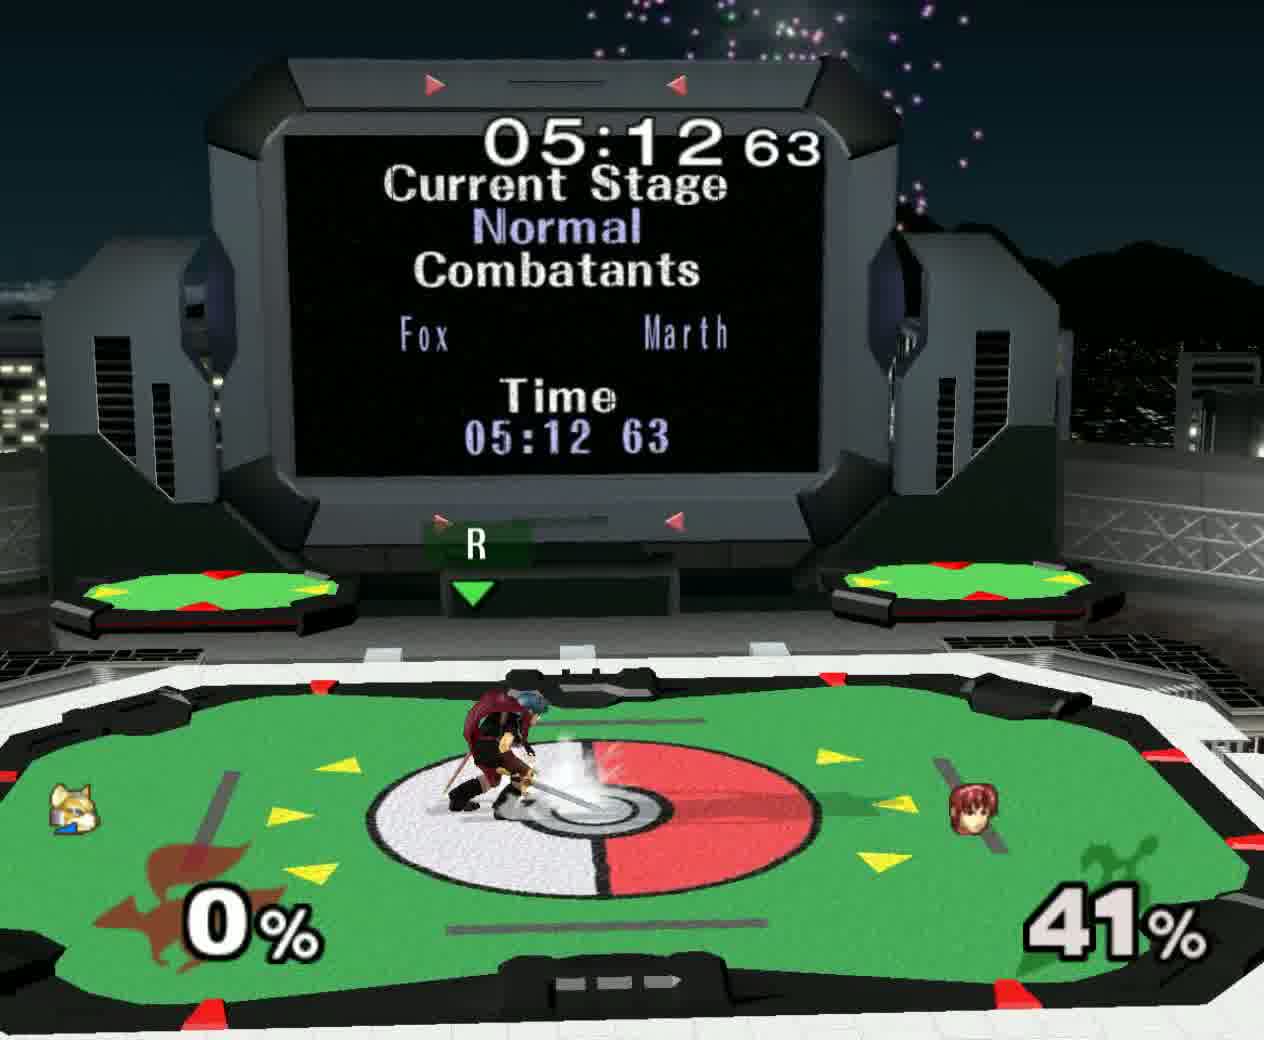 05:12 63
Current Stage
Normal
Combatants
Fox Marth
Time
05:12 63
R
0% 41%